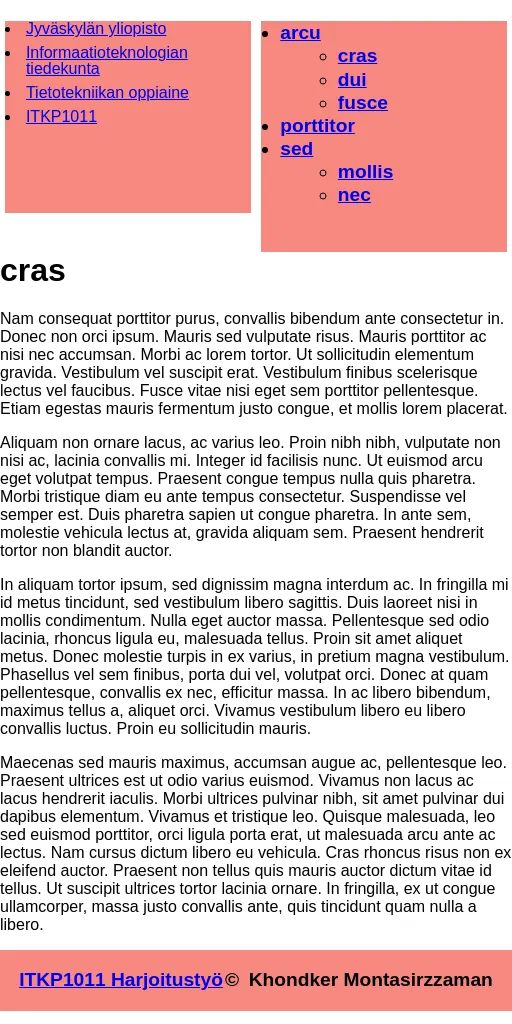 Jyväskylän yliopisto
Informaatioteknologian
tiedekunta
Tietotekniikan oppiaine
ITKP1011
arcu
cras
dui
fusce
porttitor
sed
mollis
nec
cras
Nam consequat porttitor purus, convallis bibendum ante consectetur in.
Donec non orci ipsum. Mauris sed vulputate risus. Mauris porttitor ac
nisi nec accumsan. Morbi ac lorem tortor. Ut sollicitudin elementum
gravida. Vestibulum vel suscipit erat. Vestibulum finibus scelerisque
lectus vel faucibus. Fusce vitae nisi eget sem porttitor pellentesque.
Etiam egestas mauris fermentum justo congue, et mollis lorem placerat.
Aliquam non ornare lacus, ac varius leo. Proin nibh nibh, vulputate non
nisi ac, lacinia convallis mi. Integer id facilisis nunc. Ut euismod arcu
eget volutpat tempus. Praesent congue tempus nulla quis pharetra.
Morbi tristique diam eu ante tempus consectetur. Suspendisse vel
semper est. Duis pharetra sapien ut congue pharetra. In ante sem,
molestie vehicula lectus at, gravida aliquam sem. Praesent hendrerit
tortor non blandit auctor.
In aliquam tortor ipsum, sed dignissim magna interdum ac. In fringilla mi
id metus tincidunt, sed vestibulum libero sagittis. Duis laoreet nisi in
mollis condimentum. Nulla eget auctor massa. Pellentesque sed odio
lacinia, rhoncus ligula eu, malesuada tellus. Proin sit amet aliquet
metus. Donec molestie turpis in ex varius, in pretium magna vestibulum.
Phasellus vel sem finibus, porta dui vel, volutpat orci. Donec at quam
pellentesque, convallis ex nec, efficitur massa. In ac libero bibendum,
maximus tellus a, aliquet orci. Vivamus vestibulum libero eu libero
convallis luctus. Proin eu sollicitudin mauris.
Maecenas sed mauris maximus, accumsan augue ac, pellentesque leo.
Praesent ultrices est ut odio varius euismod. Vivamus non lacus ac
lacus hendrerit iaculis. Morbi ultrices pulvinar nibh, sit amet pulvinar dui
dapibus elementum. Vivamus et tristique leo. Quisque malesuada, leo
sed euismod porttitor, orci ligula porta erat, ut malesuada arcu ante ac
lectus. Nam cursus dictum libero eu vehicula. Cras rhoncus risus non ex
eleifend auctor. Praesent non tellus quis mauris auctor dictum vitae id
tellus. Ut suscipit ultrices tortor lacinia ornare. In fringilla, ex ut congue
ullamcorper, massa justo convallis ante, quis tincidunt quam nulla a
libero.
ITKP1011 Harjoitustyö © Khondker Montasirzzaman